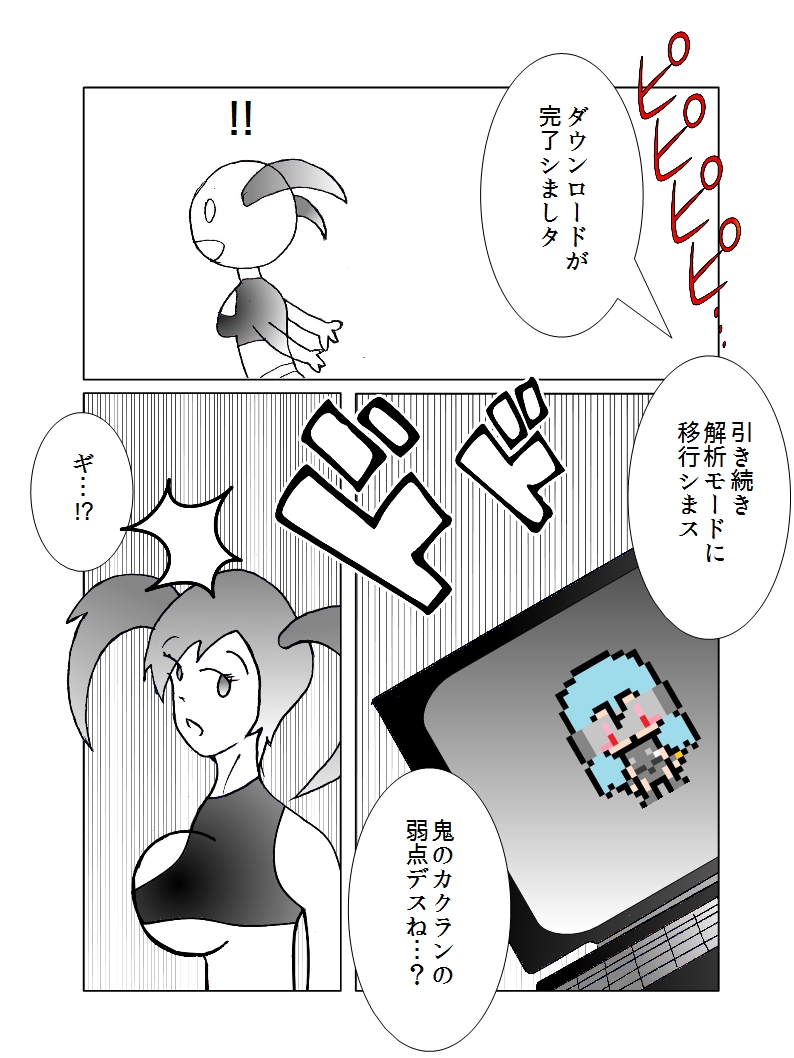 ピピピピ…
ダウンロードが
完了シましタ
!!
引き続き
解析モードに
移行シまス
ドドド
鬼のカクランの
弱点デスね…?
ギ…!?